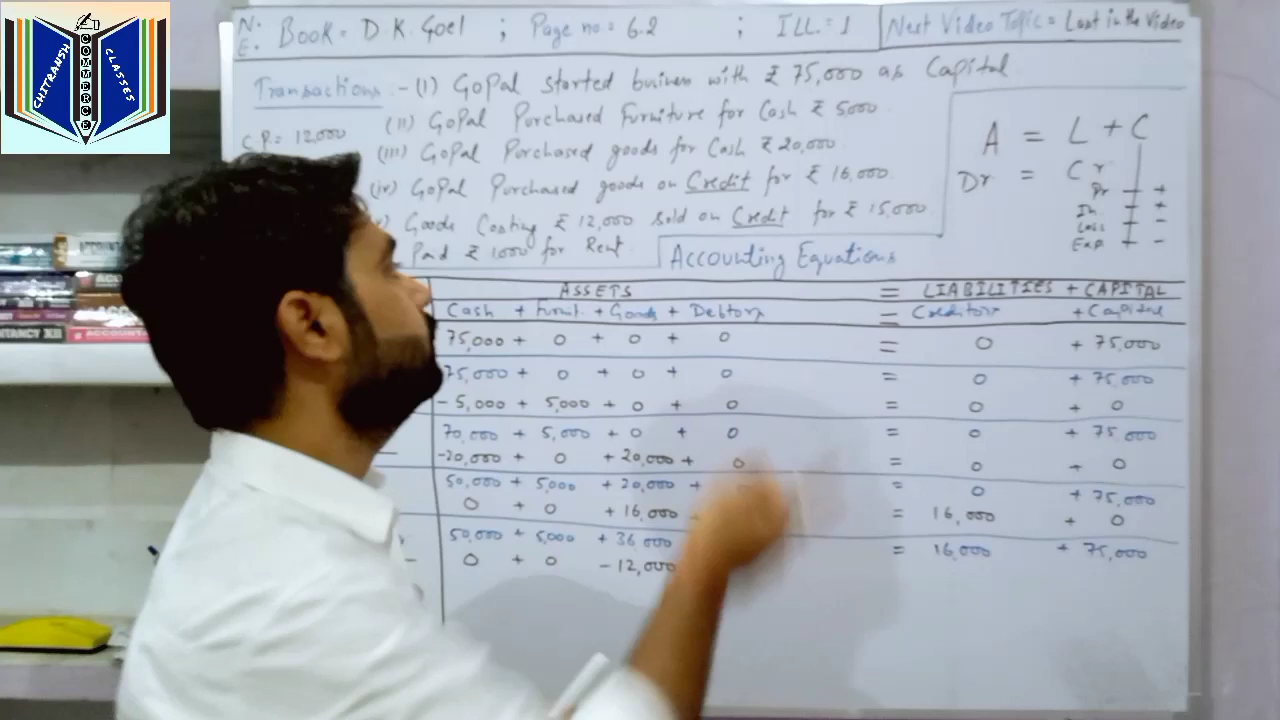 CHITRANSH COMMERCE CLASSES
N. E. Book = D.K. Goel ; Page no = 6.2 ; ILL. = 1
Next Video Topic = Last in the Video
Transactions :- (i) GoPal started business with ₹ 75,000 as Capital
C.P. = 12,000
(ii) GoPal Purchased Furniture for Cash ₹ 5000
(iii) GoPal Purchased goods for Cash ₹ 20,000
(iv) GoPal Purchased goods on Credit for ₹ 16,000
Goods Costing ₹ 12,000 sold on Credit for ₹ 15,000
Paid ₹ 1000 for Rent
A = L + C
Dr = Cr
Pr +
In. +
Loss -
Exp -
Accounting Equations
ASSETS = LIABILITIES + CAPITAL
Cash + Furnit. + Goods + Debtors = Creditors + Capital
75,000 + 0 + 0 + 0 = 0 + 75,000
75,000 + 0 + 0 + 0 = 0 + 75,000
- 5,000 + 5,000 + 0 + 0 = 0 + 0
70,000 + 5,000 + 0 + 0 = 0 + 75,000
-20,000 + 0 + 20,000 + 0 = 0 + 0
50,000 + 5,000 + 20,000 + = 0 + 75,000
0 + 0 + 16,000 = 16,000 + 0
50,000 + 5,000 + 36,000 = 16,000 + 75,000
0 + 0 - 12,000